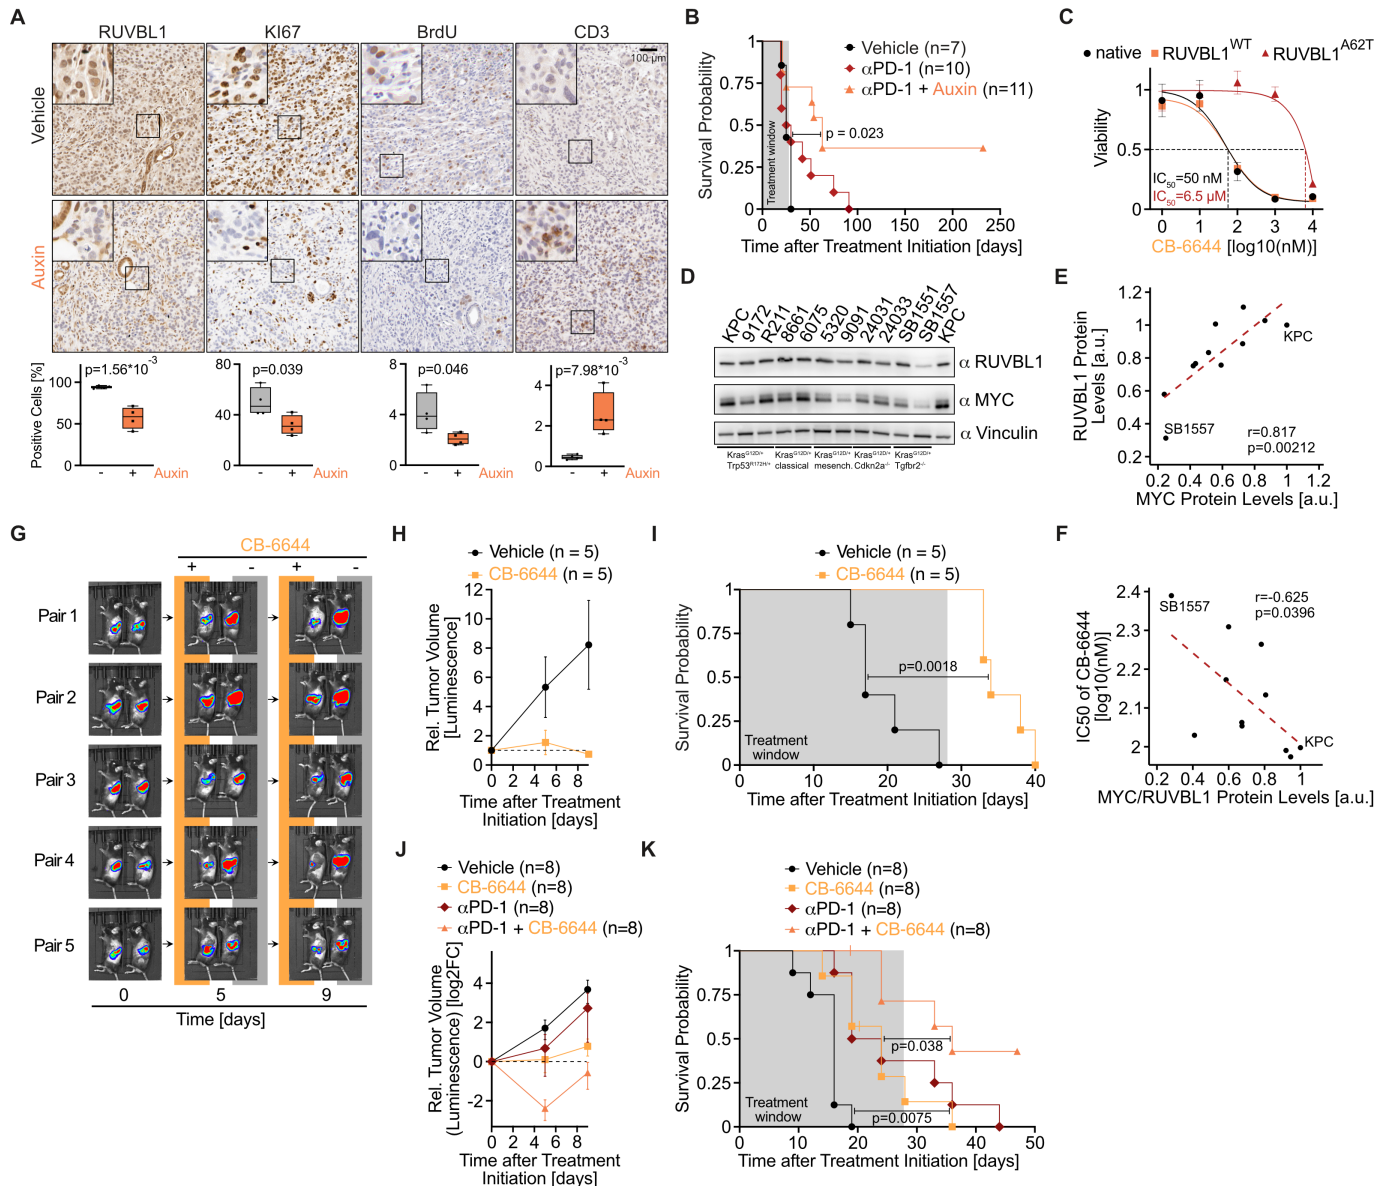 A
RUVBL1
KI67
BrdU
CD3
100 µm
Vehicle
Auxin
Positive Cells [%]
100
50
0
p=1.56*10-3
- + Auxin
80
40
0
p=0.039
- + Auxin
8
4
0
p=0.046
- + Auxin
4
2
0
p=7.98*10-3
- + Auxin
B
Vehicle (n=7)
αPD-1 (n=10)
αPD-1 + Auxin (n=11)
Survival Probability
1
0.75
0.5
0.25
0
Treatment window
p = 0.023
0 50 100 150 200 250
Time after Treatment Initiation [days]
C
native
RUVBL1WT
RUVBL1A62T
Viability
1
0.5
0
IC50=50 nM
IC50=6.5 µM
0 1 2 3 4
CB-6644 [log10(nM)]
D
KPC
9172
R211
8661
6075
5320
9091
24031
24033
SB1551
SB1557
KPC
α RUVBL1
α MYC
α Vinculin
KrasG12D/+
Trp53R172H/+
KrasG12D/+
classical
KrasG12D/+
mesench.
KrasG12D/+
Cdkn2a-/-
KrasG12D/+
Tgfbr2-/-
E
RUVBL1 Protein
Levels [a.u.]
1.2
1.0
0.8
0.6
0.4
0.2
KPC
SB1557
r=0.817
p=0.00212
0.2 0.4 0.6 0.8 1 1.2
MYC Protein Levels [a.u.]
G
CB-6644
+ - + -
Pair 1
Pair 2
Pair 3
Pair 4
Pair 5
0 5 9
Time [days]
H
Vehicle (n = 5)
CB-6644 (n = 5)
Rel. Tumor Volume
[Luminescence]
12
10
8
6
4
2
0
0 2 4 6 8
Time after Treatment
Initiation [days]
I
Vehicle (n = 5)
CB-6644 (n = 5)
Survival Probability
1
0.75
0.5
0.25
0
p=0.0018
Treatment
window
0 10 20 30 40
Time after Treatment Initiation [days]
F
IC50 of CB-6644
[log10(nM)]
2.4
2.3
2.2
2.1
2
SB1557
r=-0.625
p=0.0396
KPC
0.2 0.4 0.6 0.8 1
MYC/RUVBL1 Protein Levels [a.u.]
J
Vehicle (n=8)
CB-6644 (n=8)
αPD-1 (n=8)
αPD-1 + CB-6644 (n=8)
Rel. Tumor Volume
(Luminescence) [log2FC]
4
2
0
-2
0 2 4 6 8
Time after Treatment
Initiation [days]
K
Vehicle (n=8)
CB-6644 (n=8)
αPD-1 (n=8)
αPD-1 + CB-6644 (n=8)
Survival Probability
1
0.75
0.5
0.25
0
p=0.038
p=0.0075
Treatment
window
0 10 20 30 40 50
Time after Treatment Initiation [days]